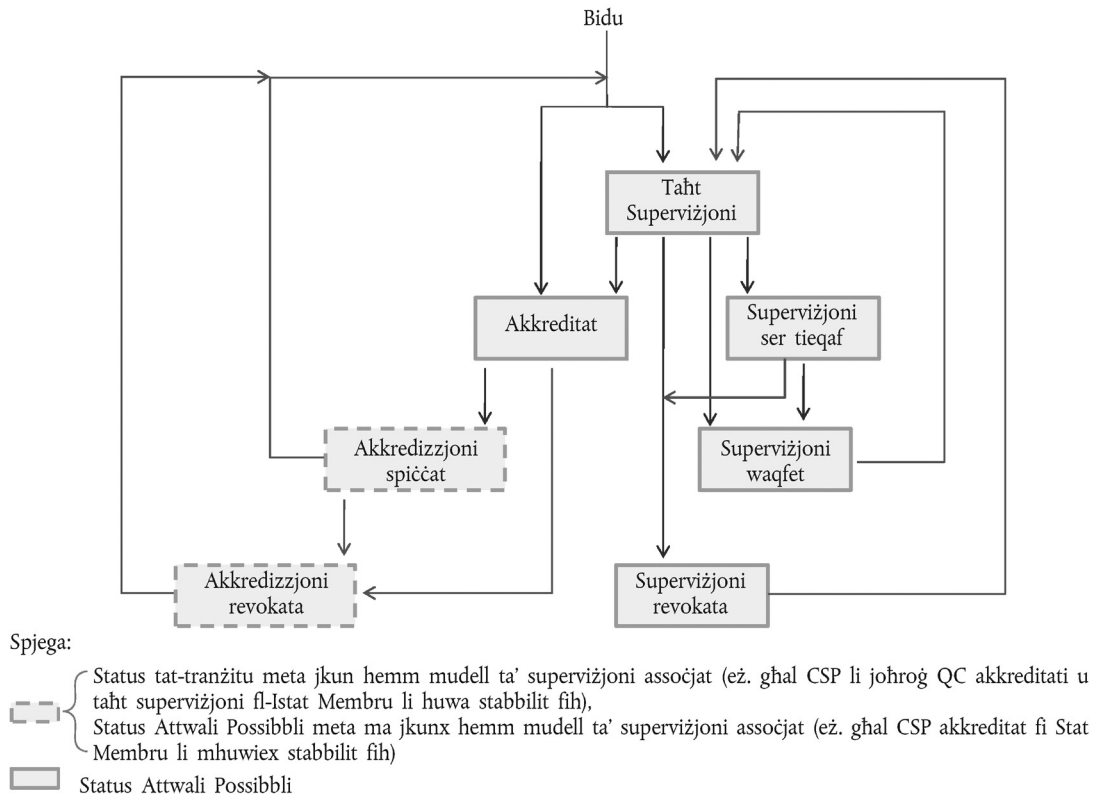 Bidu
Taħt
Superviżjoni
Akkreditat
Superviżjoni
ser tieqaf
Akkredizzjoni
spiċċat
Superviżjoni
waqfet
Akkredizzjoni
revokata
Superviżjoni
revokata
Spjega:
Status tat-tranżitu meta jkun hemm mudell ta' superviżjoni assoċjat (eż. għal CSP li joħroġ QC akkreditati u
taħt superviżjoni fl-Istat Membru li huwa stabbilit fih),
Status Attwali Possibbli meta ma jkunx hemm mudell ta' superviżjoni assoċjat (eż. għal CSP akkreditat fi Stat
Membru li mhuwiex stabbilit fih)
Status Attwali Possibbli